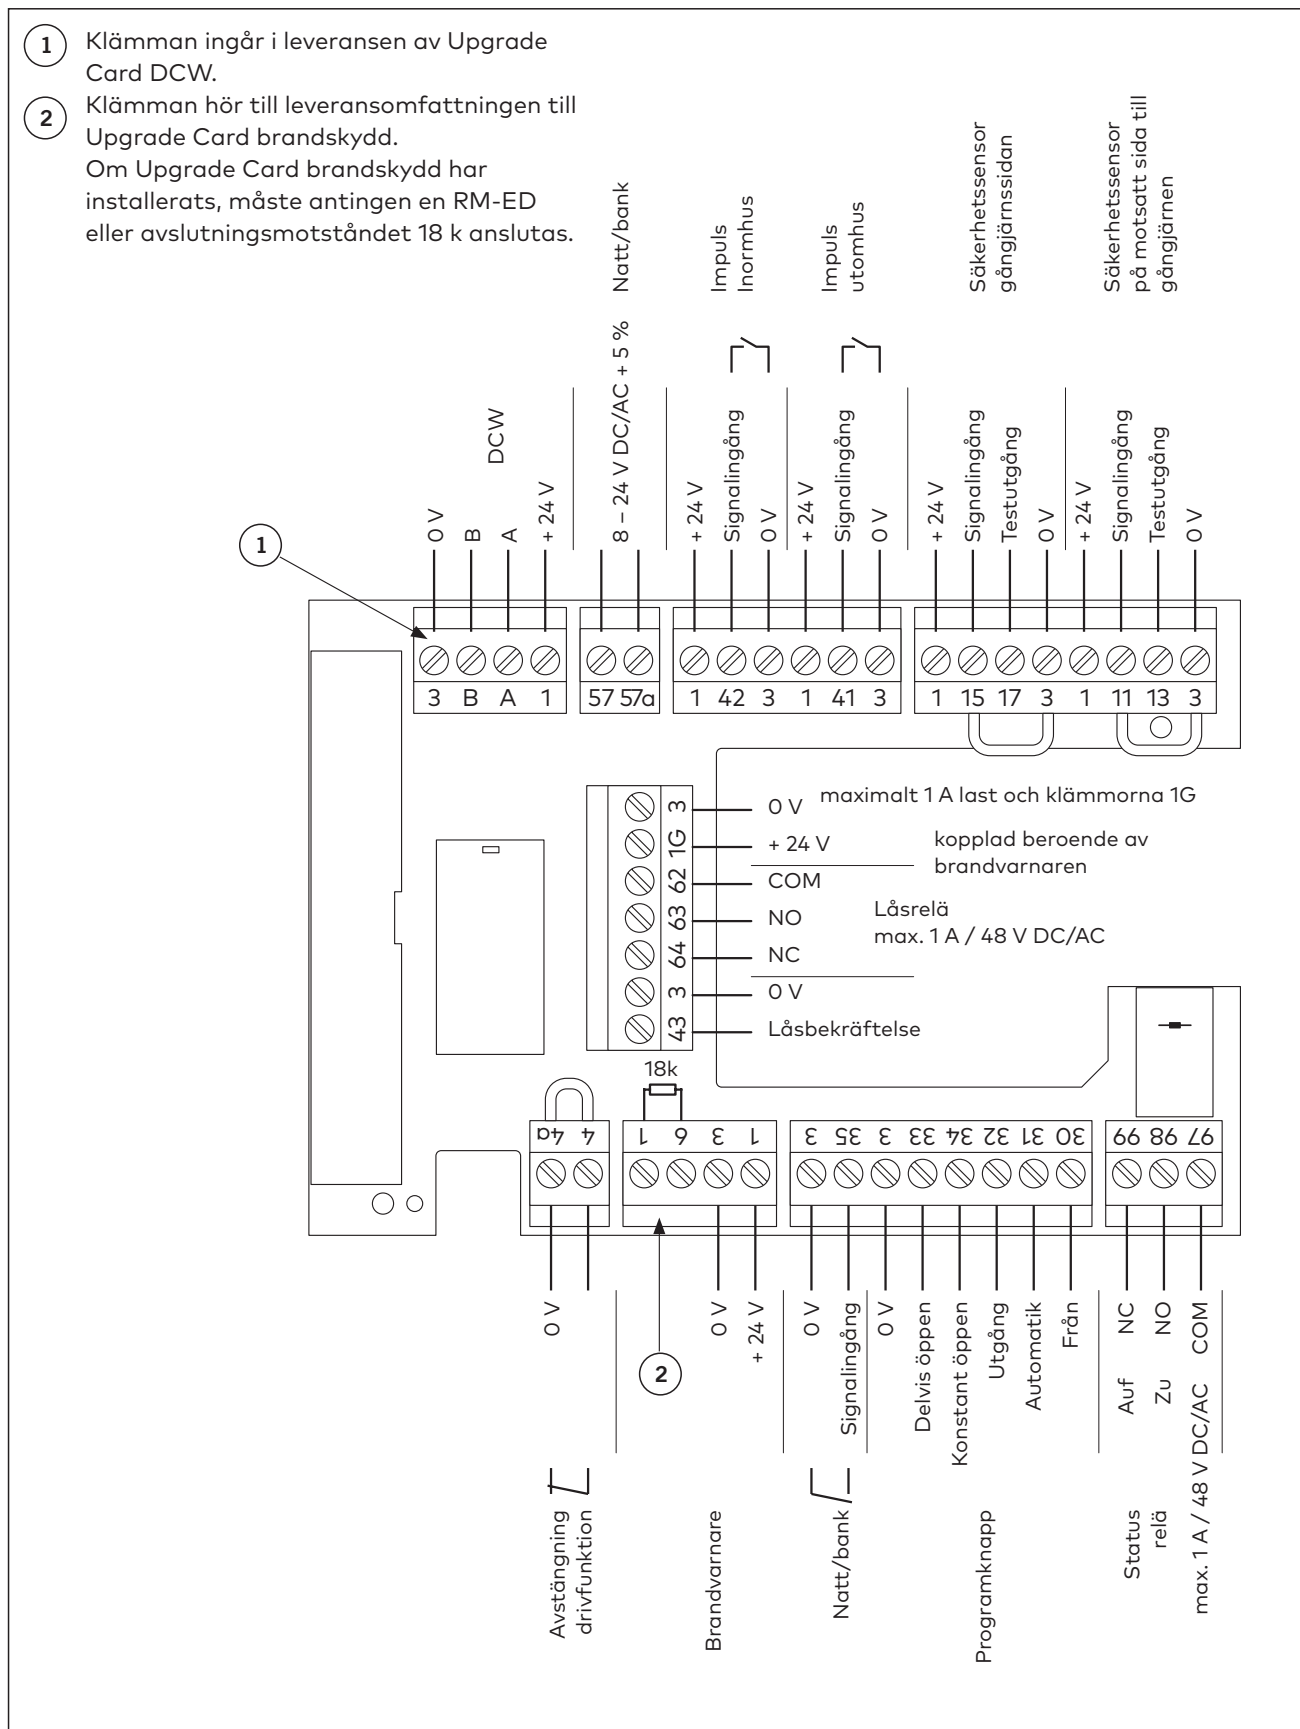 1 Klämman ingår i leveransen av Upgrade
Card DCW.
2 Klämman hör till leveransomfattningen till
Upgrade Card brandskydd.
Om Upgrade Card brandskydd har
installerats, måste antingen en RM-ED
eller avslutningsmotståndet 18 k anslutas.
Natt/bank
Impuls
Inormhus
Impuls
utomhus
Säkerhetssensor
gångjärnssidan
Säkerhetssensor
på motsatt sida till
gångjärnen
DCW
0 V
B
A
+ 24 V
8 – 24 V DC/AC + 5 %
+ 24 V
Signalingång
0 V
+ 24 V
Signalingång
0 V
+ 24 V
Signalingång
Testutgång
0 V
+ 24 V
Signalingång
Testutgång
0 V
1
3 B A 1
57 57a
1 42 3 1 41 3
1 15 17 3 1 11 13 3
3 0 V
maximalt 1 A last och klämmorna 1G
1G + 24 V
kopplad beroende av
brandvarnaren
62 COM
63 NO
64 NC
Låsrelä
max. 1 A / 48 V DC/AC
3 0 V
43 Låsbekräftelse
18k
4a 4
1 6 3 1
3 35 3 33 34 32 31 30
99 98 97
2
0 V
0 V
+ 24 V
0 V
Signalingång
0 V
Delvis öppen
Konstant öppen
Utgång
Automatik
Från
Auf NC
Zu NO
max. 1 A / 48 V DC/AC COM
Avstängning
drivfunktion
Brandvarnare
Natt/bank
Programknapp
Status
relä